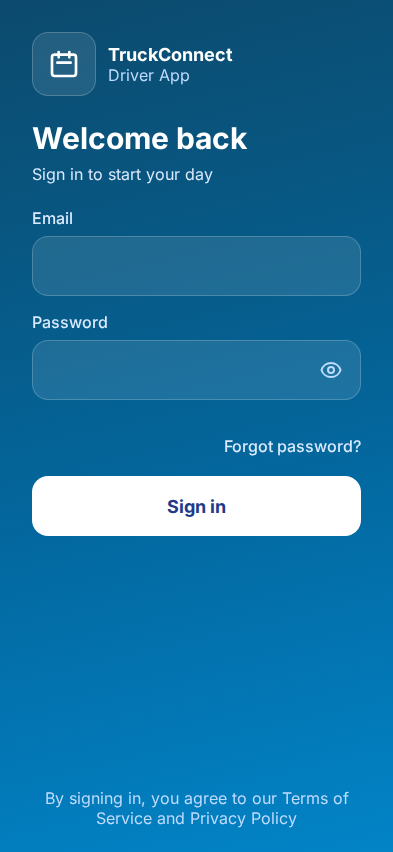 TruckConnect
Driver App
Welcome back
Sign in to start your day
Email
Password
Forgot password?
Sign in
By signing in, you agree to our Terms of
Service and Privacy Policy